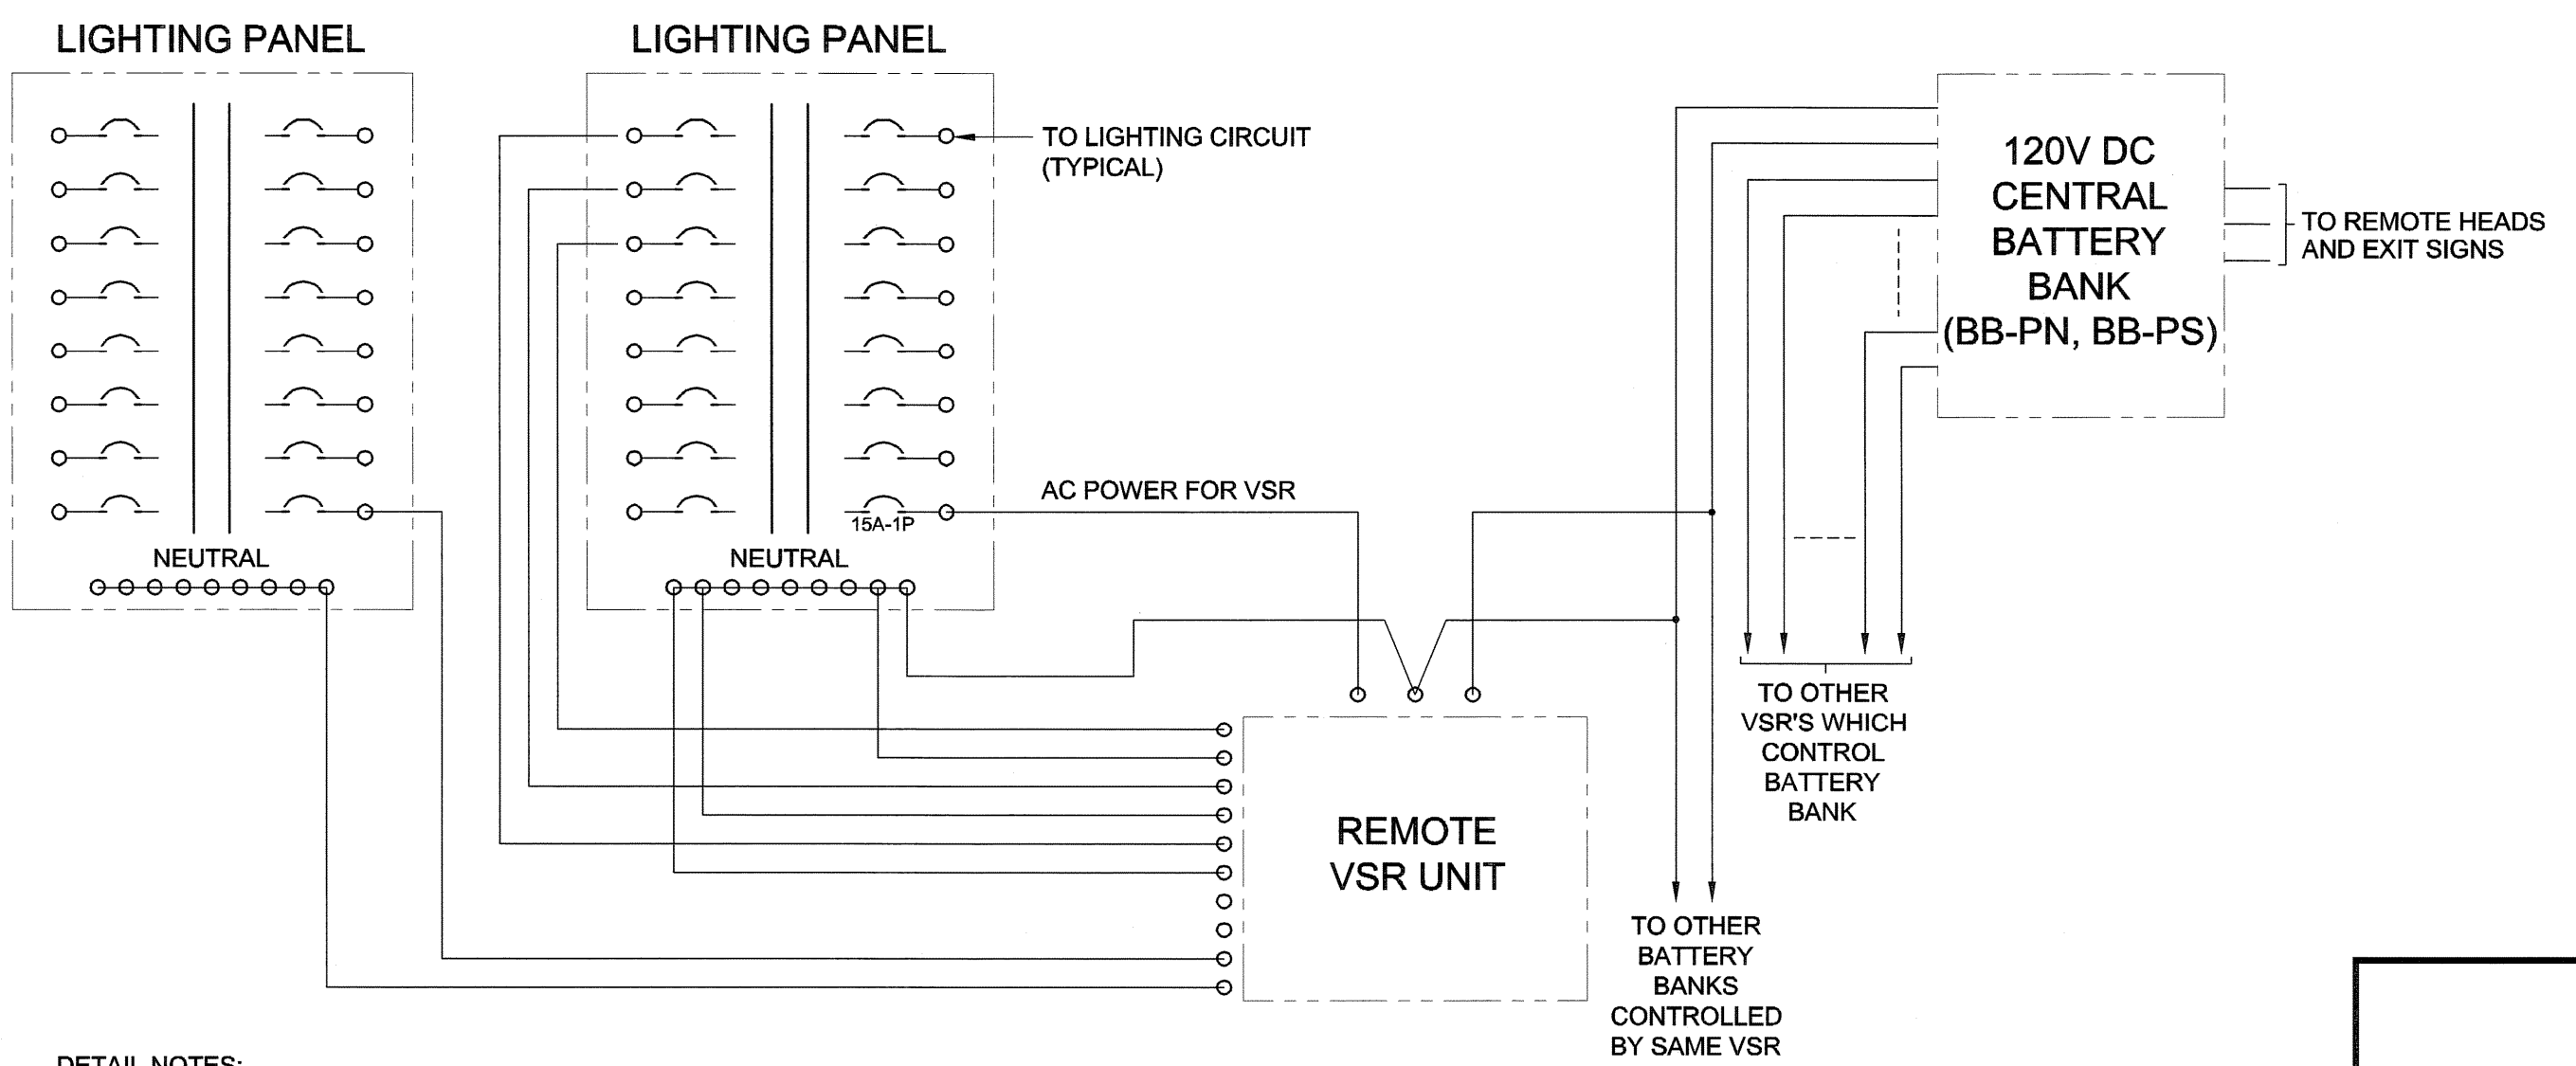 LIGHTING PANEL
LIGHTING PANEL
TO LIGHTING CIRCUIT
(TYPICAL)
120V DC
CENTRAL
BATTERY
BANK
(BB-PN, BB-PS)
TO REMOTE HEADS
AND EXIT SIGNS
AC POWER FOR VSR
15A-1P
NEUTRAL
NEUTRAL
TO OTHER
VSR'S WHICH
CONTROL
BATTERY
BANK
REMOTE
VSR UNIT
TO OTHER
BATTERY
BANKS
CONTROLLED
BY SAME VSR
DETAIL NOTES: